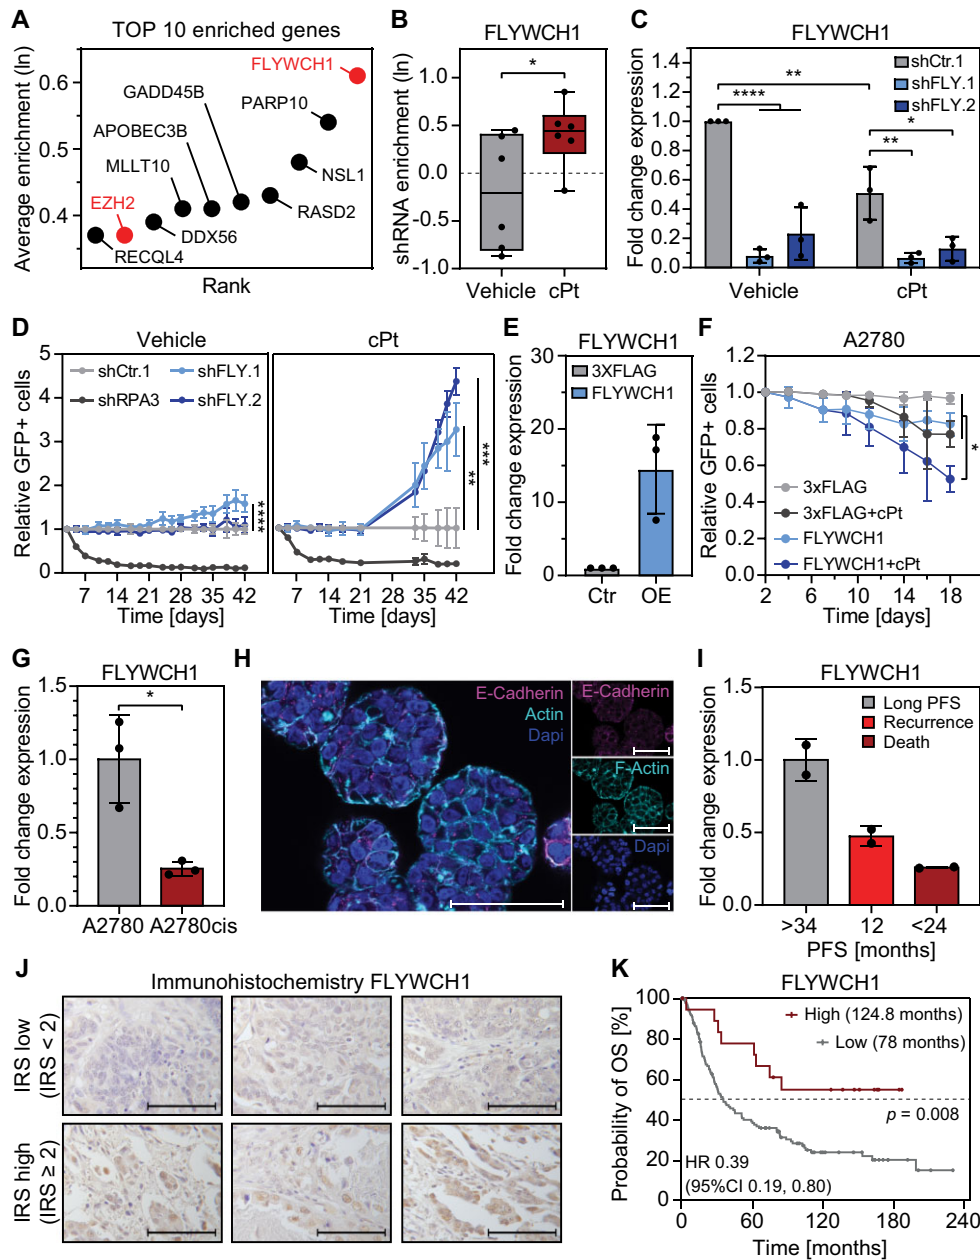 A
TOP 10 enriched genes
Average enrichment (ln)
0.6
0.5
0.4
FLYWCH1
GADD45B
PARP10
APOBEC3B
MLLT10
NSL1
EZH2
RASD2
DDX56
RECQL4
Rank
B
FLYWCH1
shRNA enrichment (ln)
1.0
0.5
0.0
-0.5
-1.0
*
Vehicle cPt
C
FLYWCH1
Fold change expression
1.4
1.2
1.0
0.8
0.6
0.4
0.2
0.0
shCtr.1
shFLY.1
shFLY.2
**
****
*
**
Vehicle cPt
D
Vehicle cPt
Relative GFP+ cells
5
4
3
2
1
0
shCtr.1 shFLY.1
shRPA3 shFLY.2
****
***
**
7 14 21 35 42 7 14 21 35 42
Time [days] Time [days]
E
FLYWCH1
Fold change expression
30
20
10
0
3XFLAG
FLYWCH1
Ctr OE
F
A2780
Relative GFP+ cells
1.2
1.0
0.8
0.6
0.4
0.2
0.0
*
3xFLAG
3xFLAG+cPt
FLYWCH1
FLYWCH1+cPt
2 6 10 14 18
Time [days]
G
FLYWCH1
Fold change expression
1.5
1.0
0.5
0.0
*
A2780 A2780cis
H
E-Cadherin
Actin
Dapi
E-Cadherin
F-Actin
Dapi
I
FLYWCH1
Fold change expression
1.5
1.0
0.5
0.0
Long PFS
Recurrence
Death
>34 12 <24
PFS [months]
J
Immunohistochemistry FLYWCH1
IRS low
(IRS < 2)
IRS high
(IRS ≥ 2)
K
FLYWCH1
Probability of OS [%]
100
80
60
40
20
0
High (124.8 months)
Low (78 months)
p = 0.008
HR 0.39
(95%CI 0.19, 0.80)
0 60 120 180 240
Time [months]